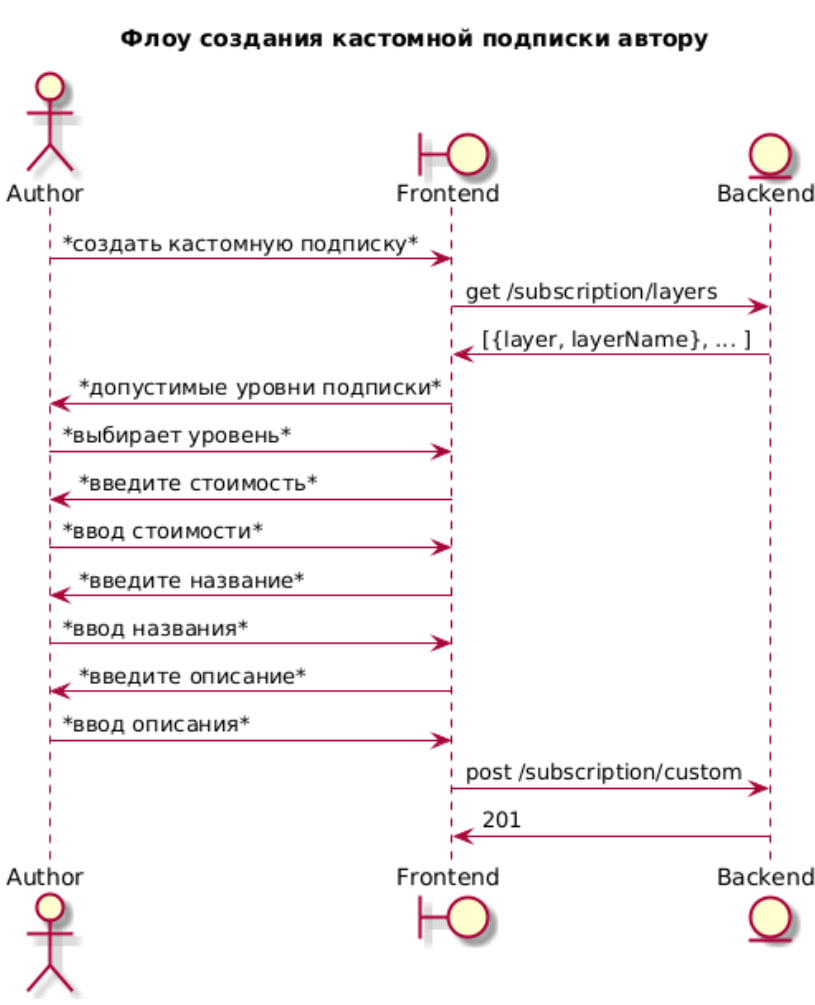 Флоу создания кастомной подписки автору
Author
Frontend
Backend
*создать кастомную подписку*
get /subscription/layers
[{layer, layerName}, ... ]
*допустимые уровни подписки*
*выбирает уровень*
*введите стоимость*
*ввод стоимости*
*введите название*
*ввод названия*
*введите описание*
*ввод описания*
post /subscription/custom
201
Author
Frontend
Backend